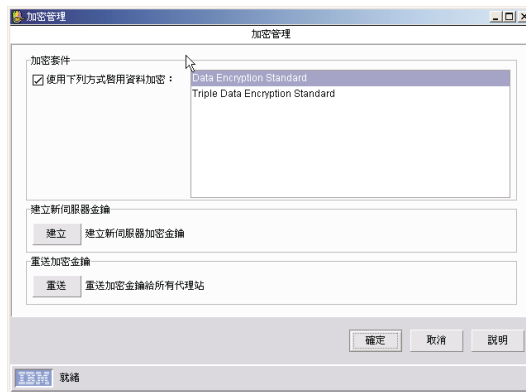 加密管理
加密管理
加密套件
使用下列方式啓用資料加密：
Data Encryption Standard
Triple Data Encryption Standard
建立新伺服器金鑰
建立
建立新伺服器加密金鑰
重送加密金鑰
重送
重送加密金鑰給所有代理站
確定
取消
說明
IBM
就緒